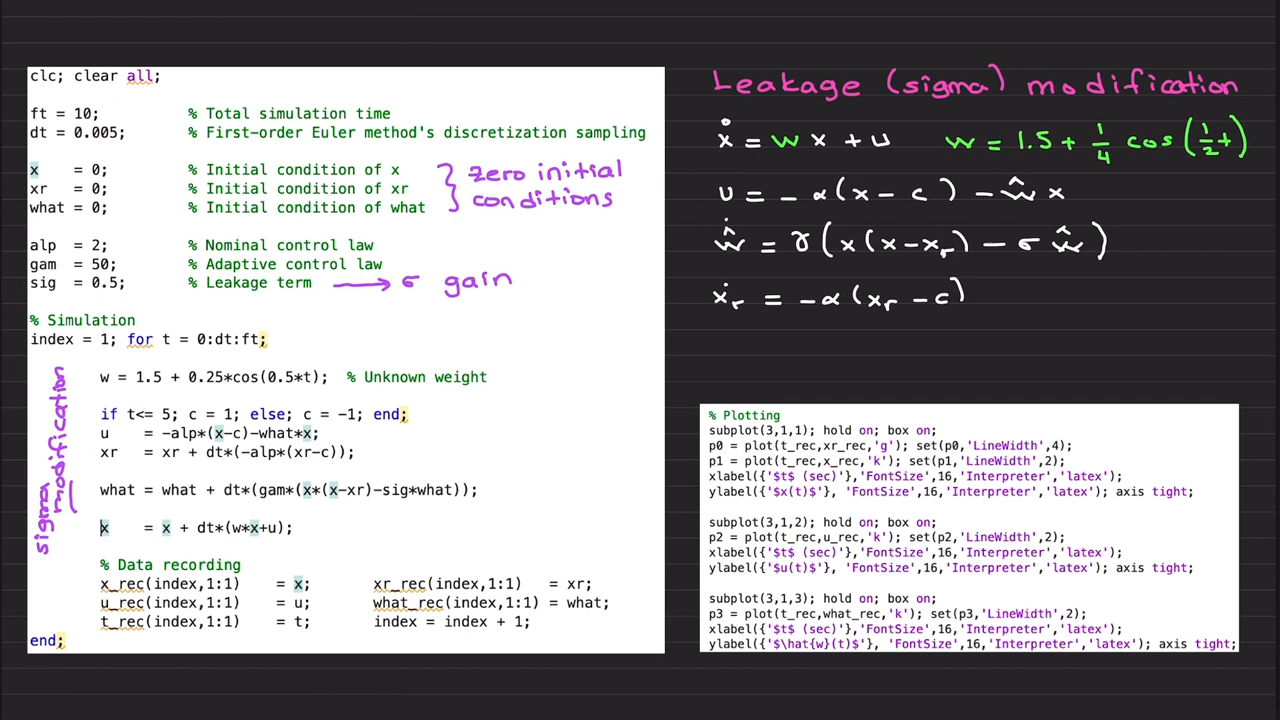 clc; clear all;
ft = 10; % Total simulation time
dt = 0.005; % First-order Euler method's discretization sampling
x = 0; % Initial condition of x
xr = 0; % Initial condition of xr
what = 0; % Initial condition of what
zero initial
conditions
alp = 2; % Nominal control law
gam = 50; % Adaptive control law
sig = 0.5; % Leakage term → σ gain
% Simulation
index = 1; for t = 0:dt:ft;
w = 1.5 + 0.25*cos(0.5*t); % Unknown weight
if t<= 5; c = 1; else; c = -1; end;
u = -alp*(x-c)-what*x;
xr = xr + dt*(-alp*(xr-c));
what = what + dt*(gam*(x*(x-xr)-sig*what));
x = x + dt*(w*x+u);
% Data recording
x_rec(index,1:1) = x; xr_rec(index,1:1) = xr;
u_rec(index,1:1) = u; what_rec(index,1:1) = what;
t_rec(index,1:1) = t; index = index + 1;
end;
sigma
modification
Leakage (sigma) modification
ẋ = w x + u w = 1.5 + 1/4 cos(1/2 t)
u = - α(x - c) - ŵ x
ŵ̇ = γ(x(x-xᵣ) - σ ŵ)
ẋᵣ = -α(xᵣ - c)
% Plotting
subplot(3,1,1); hold on; box on;
p0 = plot(t_rec,xr_rec,'g'); set(p0,'LineWidth',4);
p1 = plot(t_rec,x_rec,'k'); set(p1,'LineWidth',2);
xlabel({'$t$ (sec)'},'FontSize',16,'Interpreter','latex');
ylabel({'$x(t)$'}, 'FontSize',16,'Interpreter','latex'); axis tight;
subplot(3,1,2); hold on; box on;
p2 = plot(t_rec,u_rec,'k'); set(p2,'LineWidth',2);
xlabel({'$t$ (sec)'},'FontSize',16,'Interpreter','latex');
ylabel({'$u(t)$'}, 'FontSize',16,'Interpreter','latex'); axis tight;
subplot(3,1,3); hold on; box on;
p3 = plot(t_rec,what_rec,'k'); set(p3,'LineWidth',2);
xlabel({'$t$ (sec)'},'FontSize',16,'Interpreter','latex');
ylabel({'$\hat{w}(t)$'}, 'FontSize',16,'Interpreter','latex'); axis tight;